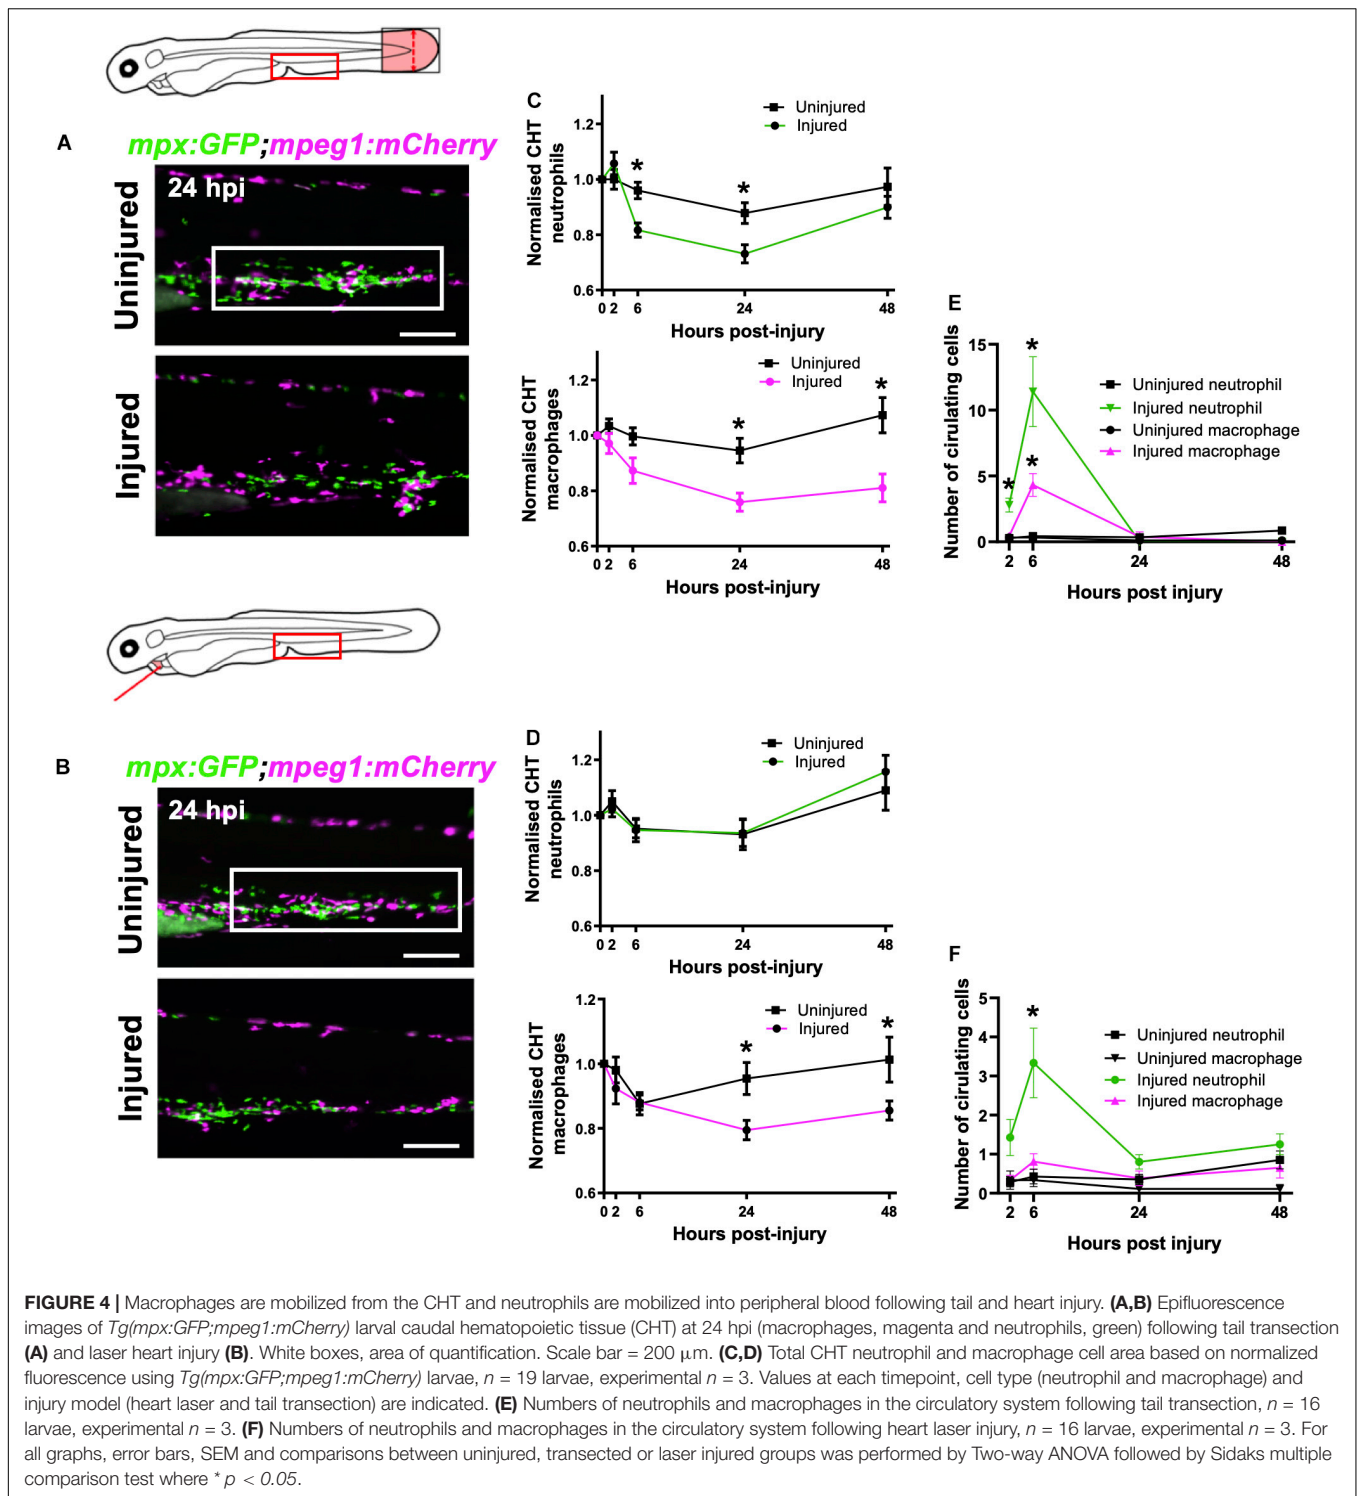 A
mpx:GFP;mpeg1:mCherry
Uninjured
24 hpi
Injured
C
Uninjured
Injured
Normalised CHT
neutrophils
1.2
1.0
0.8
0.6
* *
0 2 6 24 48
Hours post-injury
Uninjured
Injured
Normalised CHT
macrophages
1.2
1.0
0.8
0.6
* *
0 2 6 24 48
Hours post-injury
E
Number of cirulating cells
15
10
5
0
* * *
Uninjured neutrophil
Injured neutrophil
Uninjured macrophage
Injured macrophage
2 6 24 48
Hours post injury
B
mpx:GFP;mpeg1:mCherry
Uninjured
24 hpi
Injured
D
Uninjured
Injured
Normalised CHT
neutrophils
1.2
1.0
0.8
0.6
0 2 6 24 48
Hours post-injury
Uninjured
Injured
Normalised CHT
macrophages
1.2
1.0
0.8
0.6
* *
0 2 6 24 48
Hours post-injury
F
Number of cirulating cells
5
4
3
2
1
0
*
Uninjured neutrophil
Uninjured macrophage
Injured neutrophil
Injured macrophage
2 6 24 48
Hours post injury
FIGURE 4 | Macrophages are mobilized from the CHT and neutrophils are mobilized into peripheral blood following tail and heart injury. (A,B) Epifluorescence
images of Tg(mpx:GFP;mpeg1:mCherry) larval caudal hematopoietic tissue (CHT) at 24 hpi (macrophages, magenta and neutrophils, green) following tail transection
(A) and laser heart injury (B). White boxes, area of quantification. Scale bar = 200 μm. (C,D) Total CHT neutrophil and macrophage cell area based on normalized
fluorescence using Tg(mpx:GFP;mpeg1:mCherry) larvae, n = 19 larvae, experimental n = 3. Values at each timepoint, cell type (neutrophil and macrophage) and
injury model (heart laser and tail transection) are indicated. (E) Numbers of neutrophils and macrophages in the circulatory system following tail transection, n = 16
larvae, experimental n = 3. (F) Numbers of neutrophils and macrophages in the circulatory system following heart laser injury, n = 16 larvae, experimental n = 3. For
all graphs, error bars, SEM and comparisons between uninjured, transected or laser injured groups was performed by Two-way ANOVA followed by Sidaks multiple
comparison test where * p < 0.05.